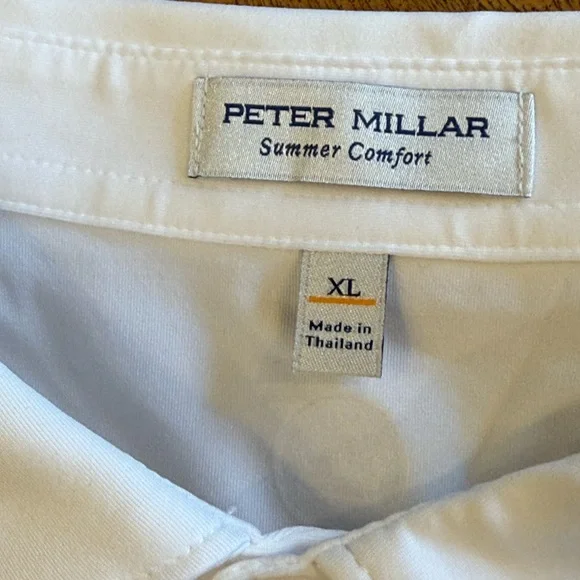 PETER MILLAR
Summer Comfort
XL
Made in
Thailand